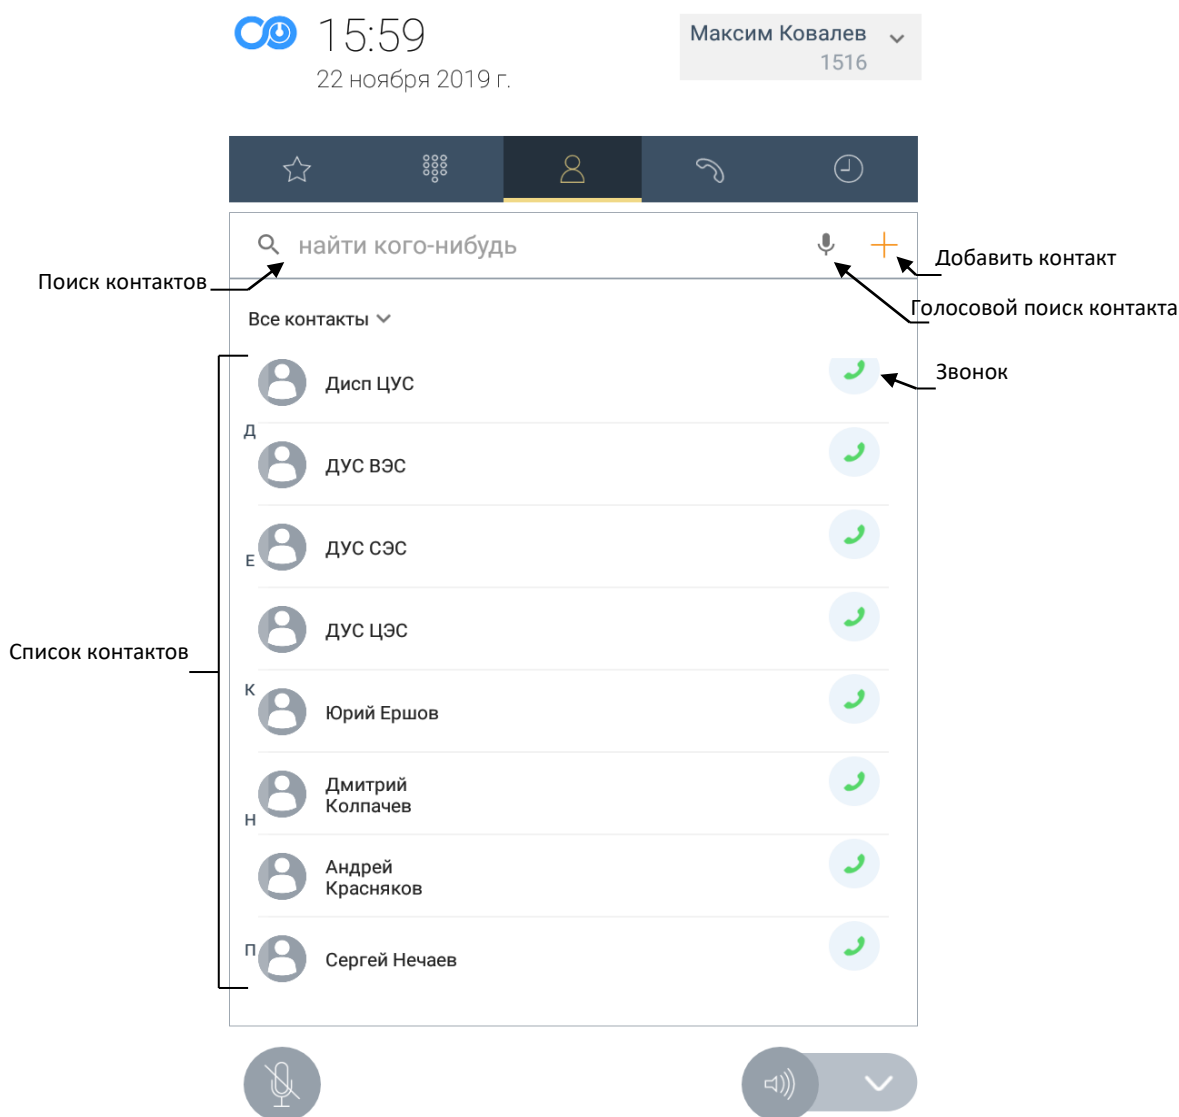 15:59
22 ноября 2019 г.
Максим Ковалев
1516
найти кого-нибудь
Добавить контакт
Поиск контактов
Голосовой поиск контакта
Все контакты
Звонок
Дисп ЦУС
Д
ДУС ВЭС
ДУС СЭС
Е
ДУС ЦЭС
Список контактов
К
Юрий Ершов
Дмитрий
Колпачев
Н
Андрей
Красняков
П
Сергей Нечаев